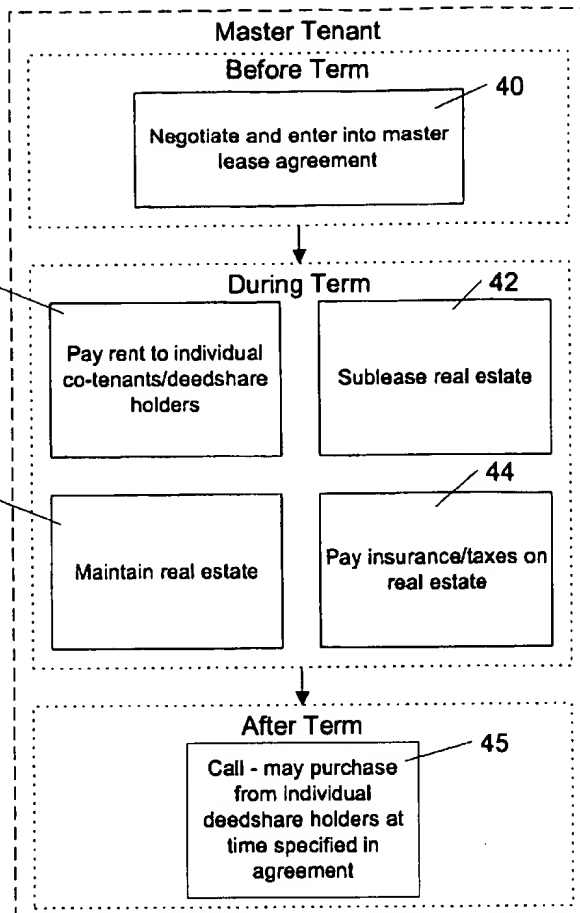 Master Tenant
Before Term
40
Negotiate and enter into master
lease agreement
During Term
42
Pay rent to individual
co-tenants/deedshare
holders
Sublease real estate
44
Maintain real estate
Pay insurance/taxes on
real estate
After Term
45
Call - may purchase
from individual
deedshare holders at
time specified in
agreement